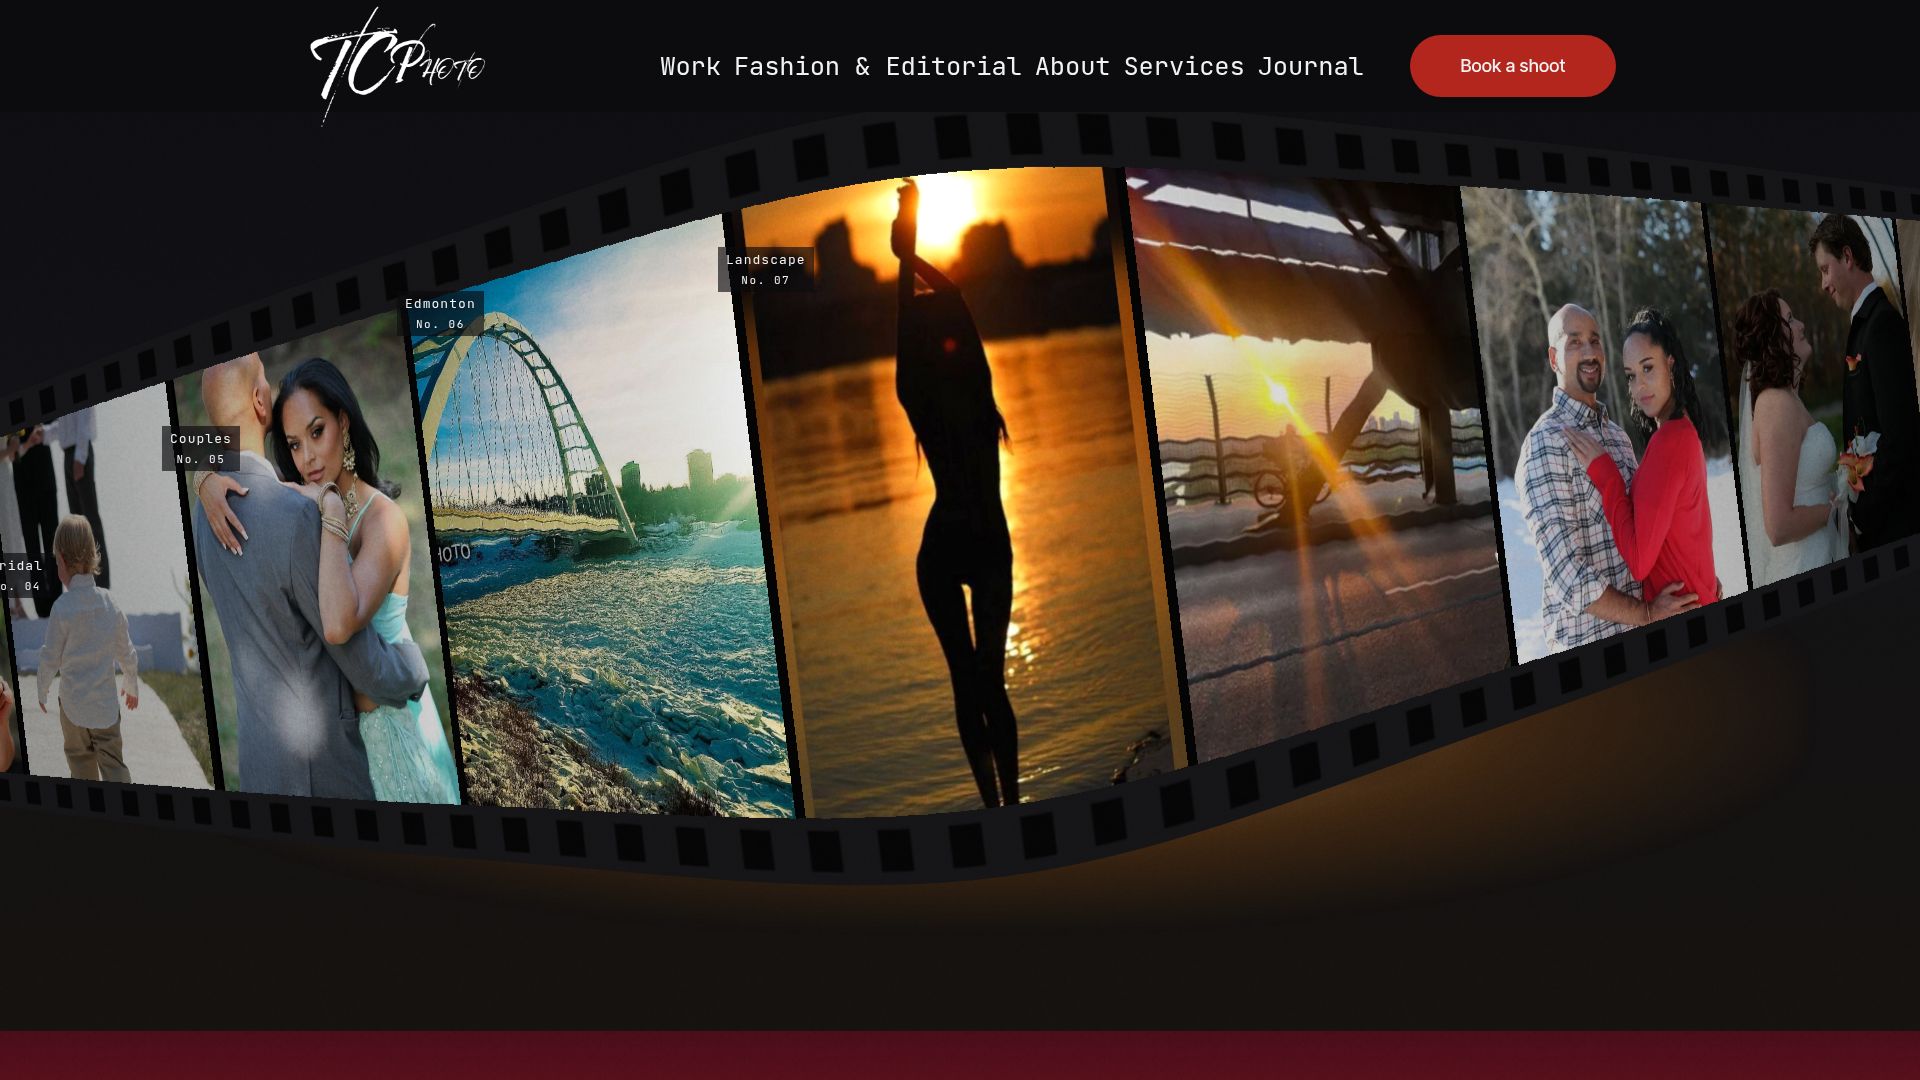 TCPHOTO
Work Fashion & Editorial About Services Journal
Book a shoot
Landscape
No. 07
Edmonton
No. 06
Couples
No. 05
ridal
o. 04
HOTO